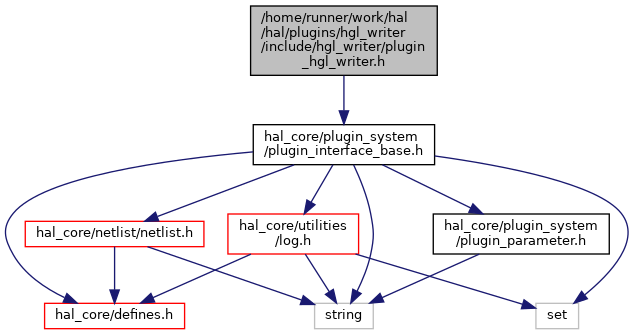 /home/runner/work/hal
/hal/plugins/hgl_writer
/include/hgl_writer/plugin
_hgl_writer.h
hal_core/plugin_system
/plugin_interface_base.h
hal_core/netlist/netlist.h
hal_core/utilities
/log.h
hal_core/plugin_system
/plugin_parameter.h
hal_core/defines.h
string
set